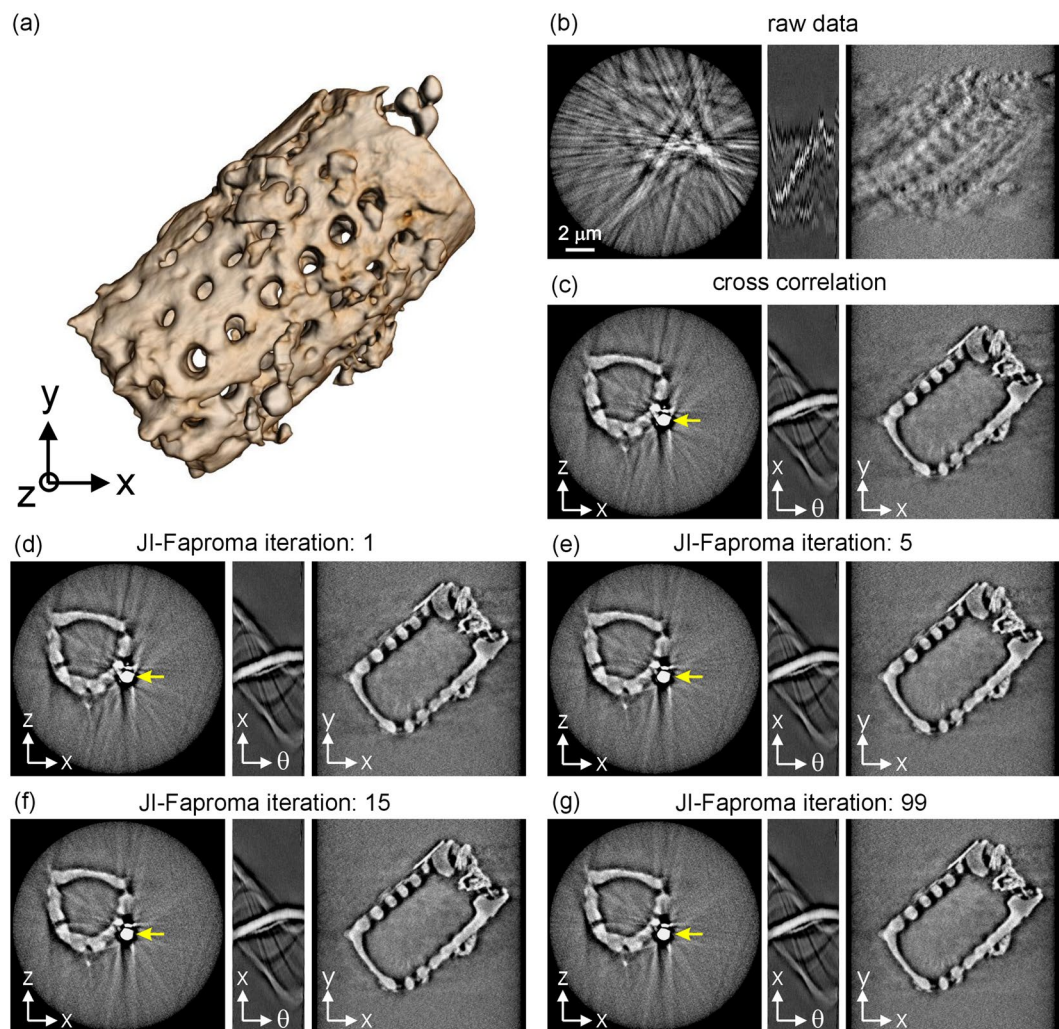 (a)
y
z
x
(b)
raw data
2 µm
(c)
cross correlation
z
x
x
θ
y
x
(d)
JI-Faproma iteration: 1
z
x
x
θ
y
x
(e)
JI-Faproma iteration: 5
z
x
x
θ
y
x
(f)
JI-Faproma iteration: 15
z
x
x
θ
y
x
(g)
JI-Faproma iteration: 99
z
x
x
θ
y
x